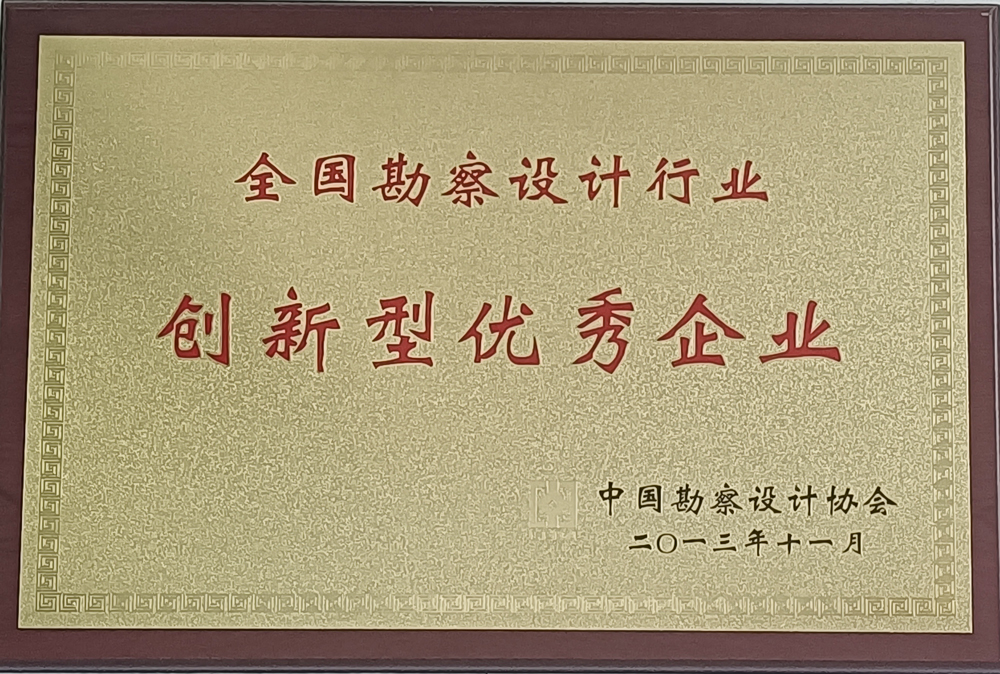 全国勘察设计行业
创新型优秀企业
中国勘察设计协会
二〇一三年十一月